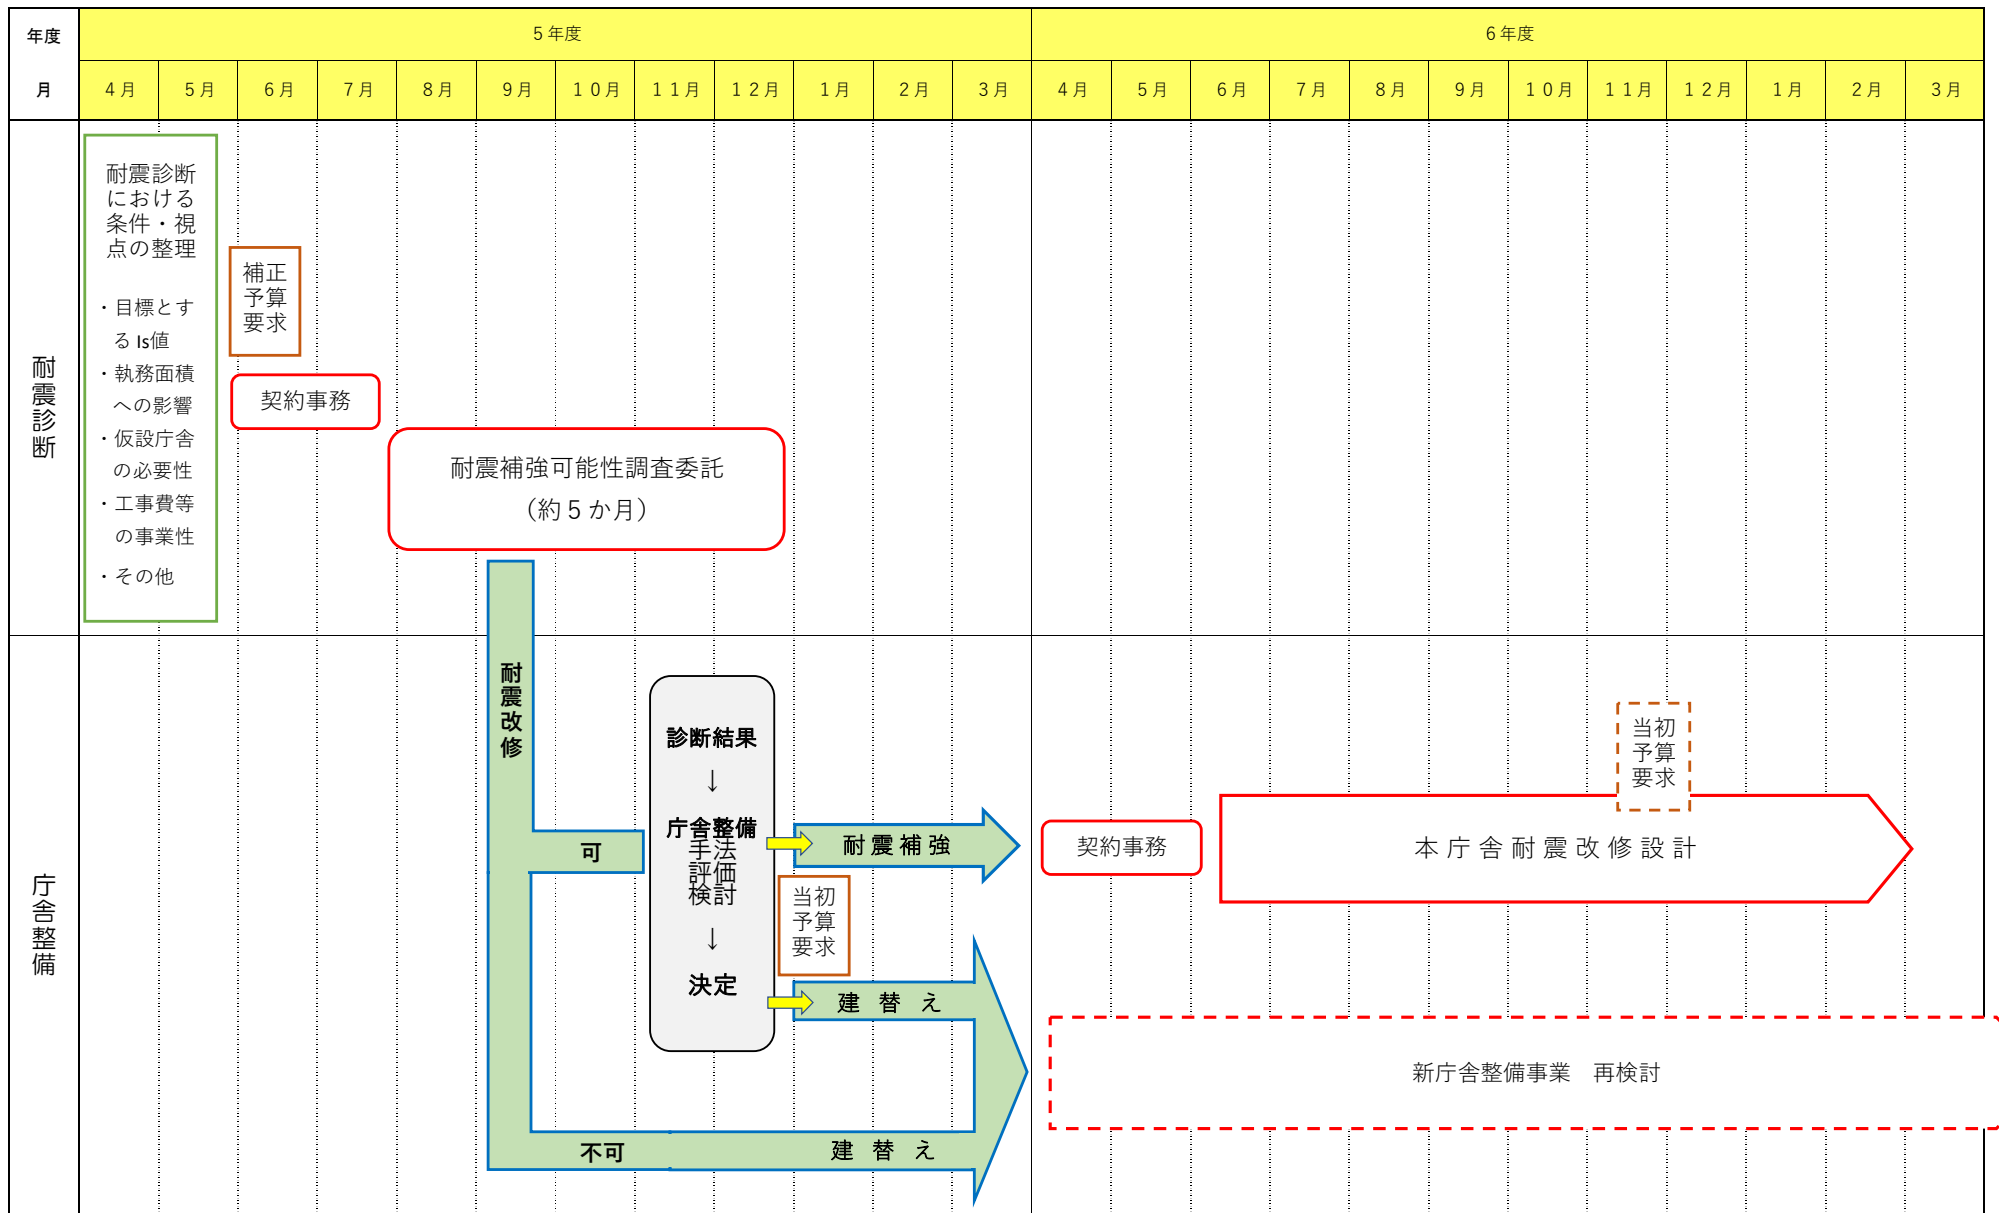 年度
5年度
6年度
月
4月 5月 6月 7月 8月 9月 10月 11月 12月 1月 2月 3月 4月 5月 6月 7月 8月 9月 10月 11月 12月 1月 2月 3月
耐震診断
耐震診断
における
条件・視
点の整理
・目標とす
る Is値
・執務面積
への影響
・仮設庁舎
の必要性
・工事費等
の事業性
・その他
補正
予算
要求
契約事務
耐震補強可能性調査委託
（約5か月）
庁舎整備
耐震改修
可
不可
診断結果
↓
庁舎整備
手法
評価
検討
↓
決定
耐震補強
当初
予算
要求
建替え
建替え
契約事務
当初
予算
要求
本庁舎耐震改修設計
新庁舎整備事業　再検討